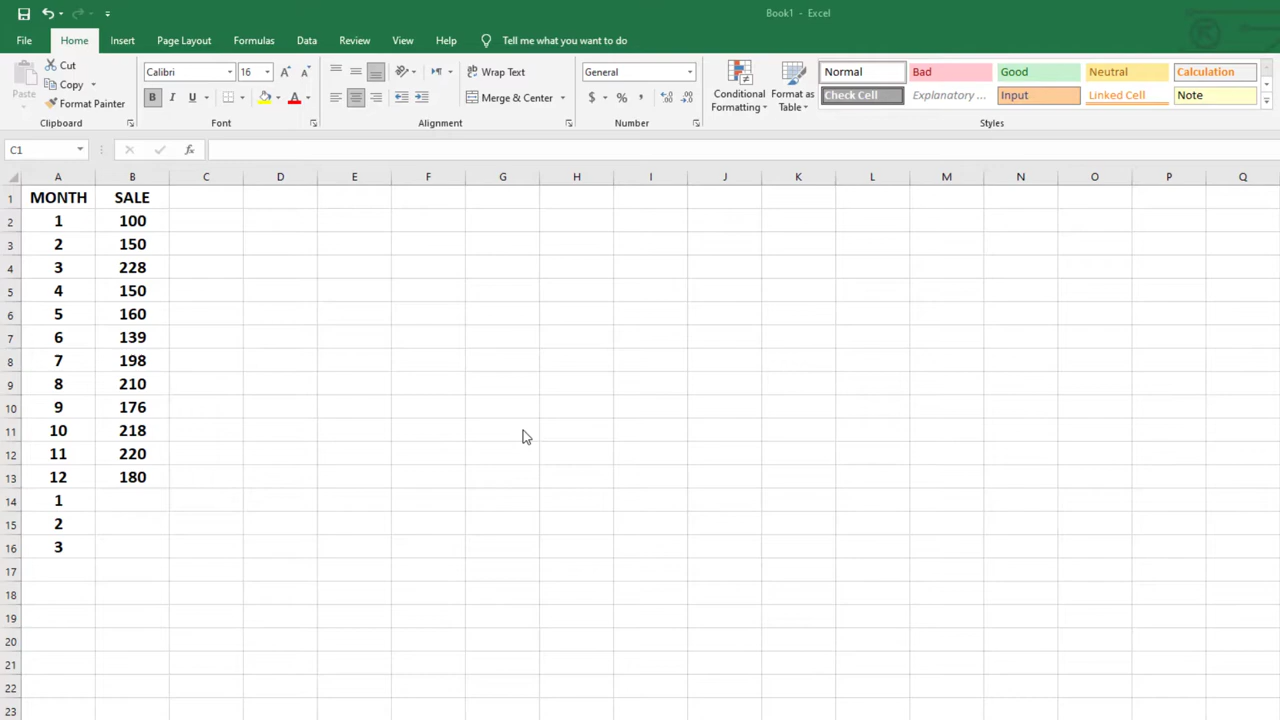 Book1 - Excel
File Home Insert Page Layout Formulas Data Review View Help Tell me what you want to do
Paste Cut Copy Format Painter Clipboard
Calibri 16 A A B I U A Font
ab Wrap Text Merge & Center Alignment
General $ % , .00 .0 Number
Conditional Formatting Format as Table
Normal Bad Good Neutral Calculation
Check Cell Explanatory ... Input Linked Cell Note
Styles
C1 fx
A B C D E F G H I J K L M N O P Q
1 MONTH SALE
2 1 100
3 2 150
4 3 228
5 4 150
6 5 160
7 6 139
8 7 198
9 8 210
10 9 176
11 10 218
12 11 220
13 12 180
14 1
15 2
16 3
17
18
19
20
21
22
23